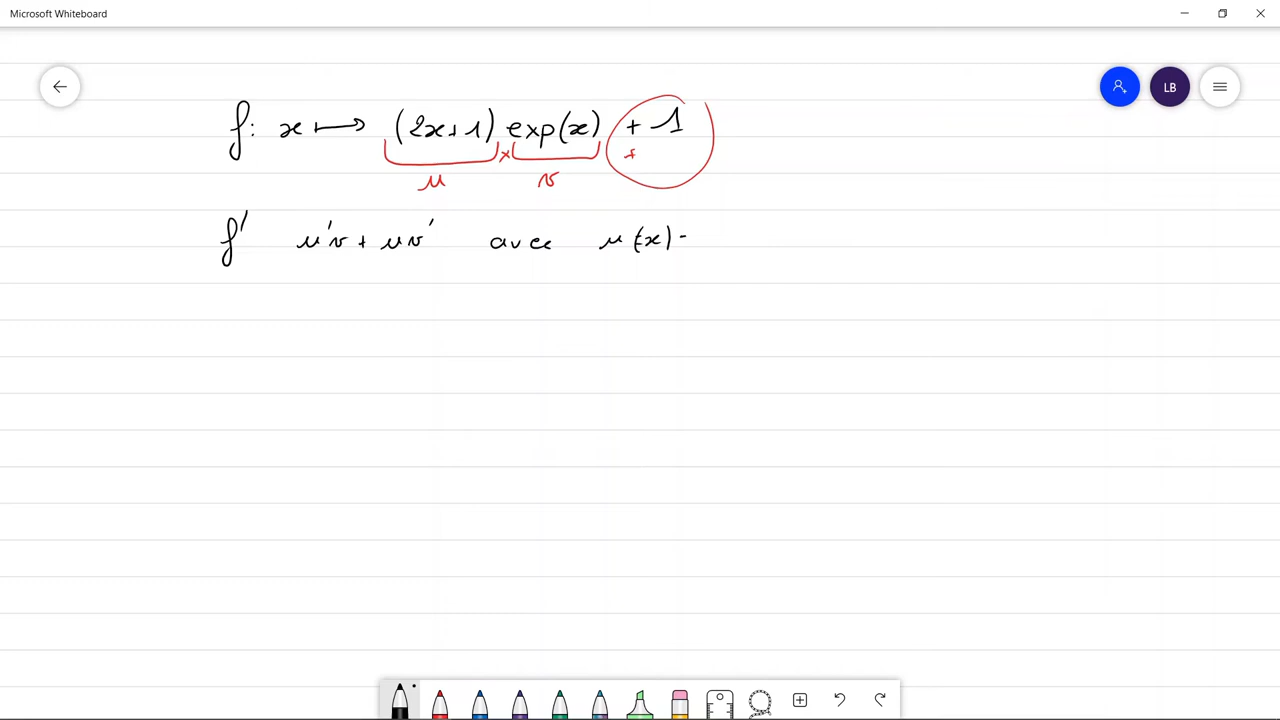 Microsoft Whiteboard
LB
f: x ⟼ (2x+1) exp(x) + 1
x +
u v
f' u'v + uv' avec u(x) -